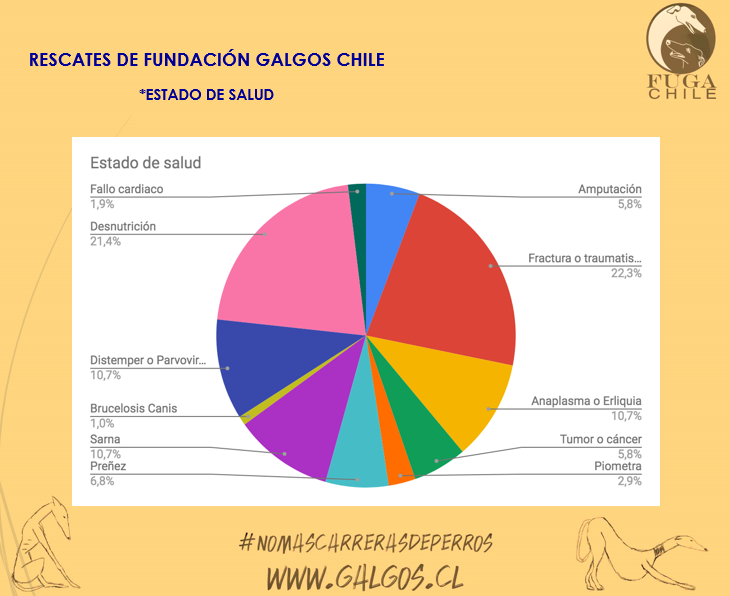 RESCATES DE FUNDACIÓN GALGOS CHILE
*ESTADO DE SALUD
FUGA
CHILE
Estado de salud
Fallo cardiaco
1,9%
Desnutrición
21,4%
Distemper o Parvovir...
10,7%
Brucelosis Canis
1,0%
Sarna
10,7%
Preñez
6,8%
Amputación
5,8%
Fractura o traumatis...
22,3%
Anaplasma o Erliquia
10,7%
Tumor o cáncer
5,8%
Piometra
2,9%
#NOMASCARRERASDEPERROS
WWW.GALGOS.CL